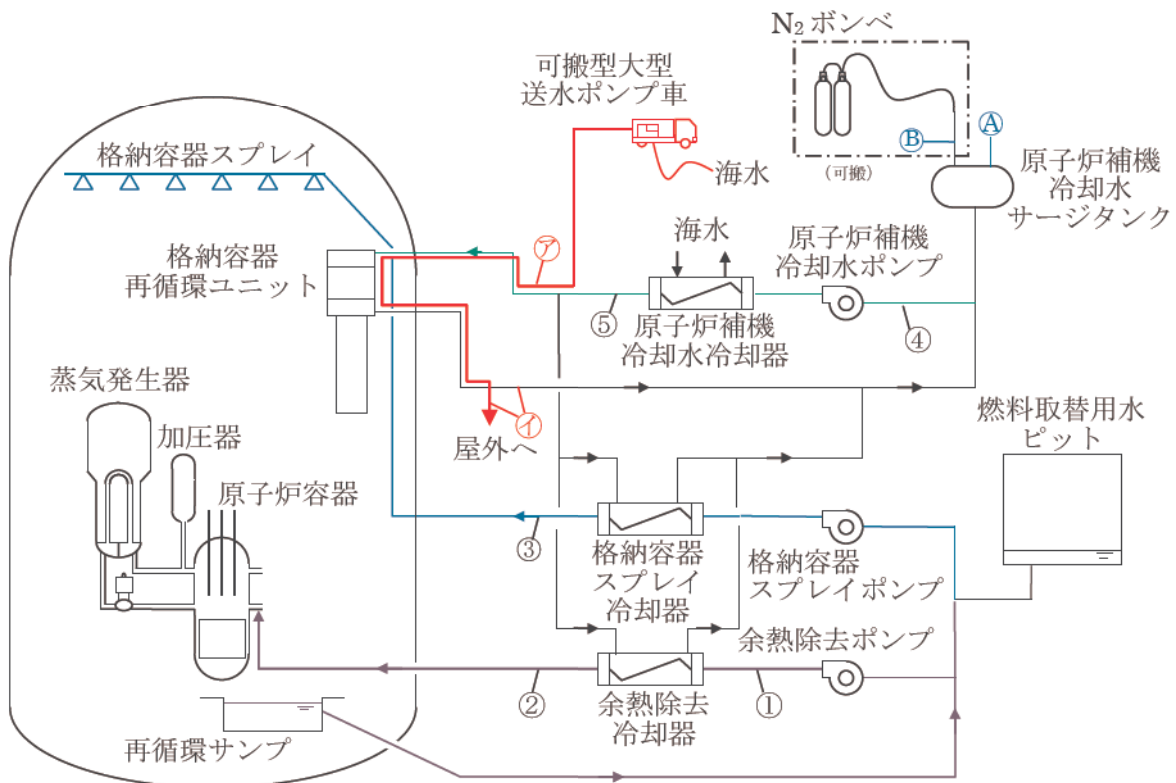 N₂ ボンベ
可搬型大型
送水ポンプ車
Ⓐ
Ⓑ
格納容器スプレイ
(可搬)
原子炉補機
冷却水
サージタンク
海水
海水
原子炉補機
冷却水ポンプ
格納容器
再循環ユニット
㋐
⑤
原子炉補機
冷却水冷却器
④
蒸気発生器
加圧器
㋑
屋外へ
燃料取替用水
ピット
原子炉容器
③
格納容器
スプレイ
冷却器
格納容器
スプレイポンプ
余熱除去ポンプ
②
①
余熱除去
冷却器
再循環サンプ